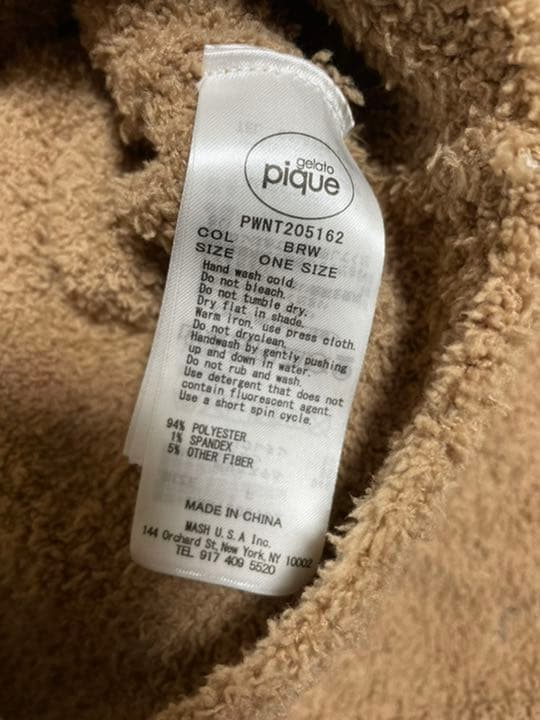 gelato
pique
PWNT205162
COL BRW
SIZE ONE SIZE
Hand wash cold.
Do not bleach.
Do not tumble dry.
Dry flat in shade.
Warm iron, use press cloth.
Do not dryclean.
Handwash by gently pushing
up and down in water.
Do not rub and wash.
Use detergent that does not
contain fluorescent agent.
Use a short spin cycle.
94% POLYESTER
1% SPANDEX
5% OTHER FIBER
MADE IN CHINA
MASH U.S.A Inc.
144 Orchard St, New York, NY 10002
TEL 917 409 5520